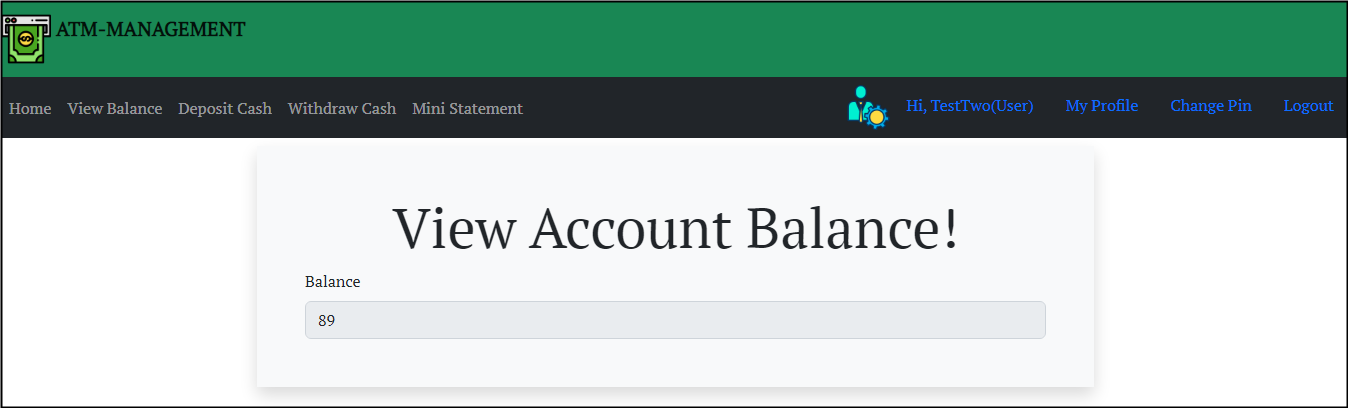 ATM-MANAGEMENT
Home View Balance Deposit Cash Withdraw Cash Mini Statement Hi, TestTwo(User) My Profile Change Pin Logout
View Account Balance!
Balance
89